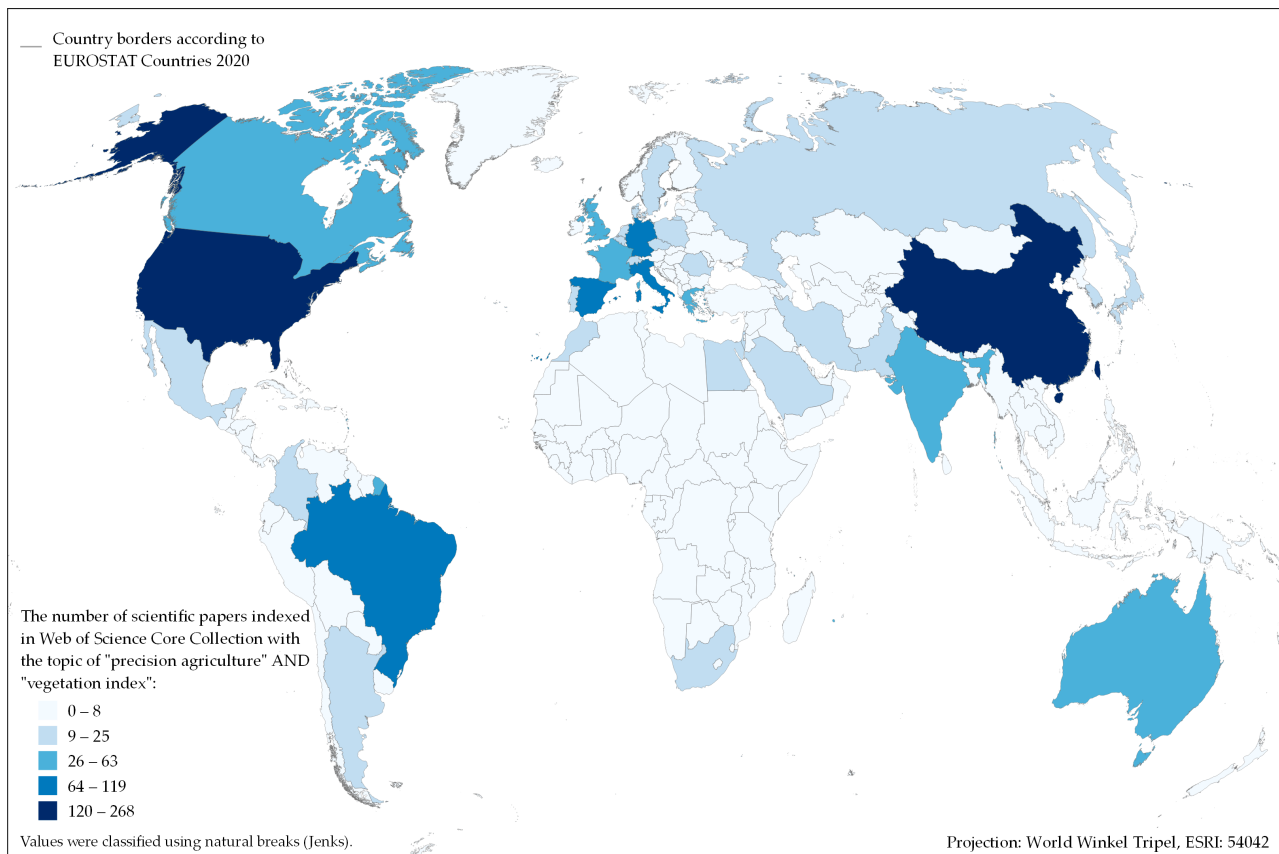 Country borders according to
EUROSTAT Countries 2020
The number of scientific papers indexed
in Web of Science Core Collection with
the topic of "precision agriculture" AND
"vegetation index":
0 – 8
9 – 25
26 – 63
64 – 119
120 – 268
Values were classified using natural breaks (Jenks).
Projection: World Winkel Tripel, ESRI: 54042